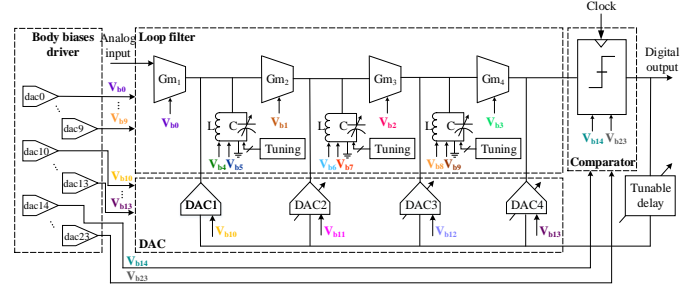 Body biases
driver
Analog
input
Loop filter
Clock
Digital
output
Gm1
Gm2
Gm3
Gm4
dac0
dac9
dac10
dac13
dac14
dac23
Vb0
Vb9
Vb10
Vb13
Vb0
Vb1
Vb2
Vb3
L
C
Tuning
L
C
Tuning
L
C
Tuning
Vb4
Vb5
Vb6
Vb7
Vb8
Vb9
Vb14
Vb23
Comparator
DAC1
DAC2
DAC3
DAC4
Tunable
delay
Vb10
Vb11
Vb12
Vb13
DAC
Vb14
Vb23